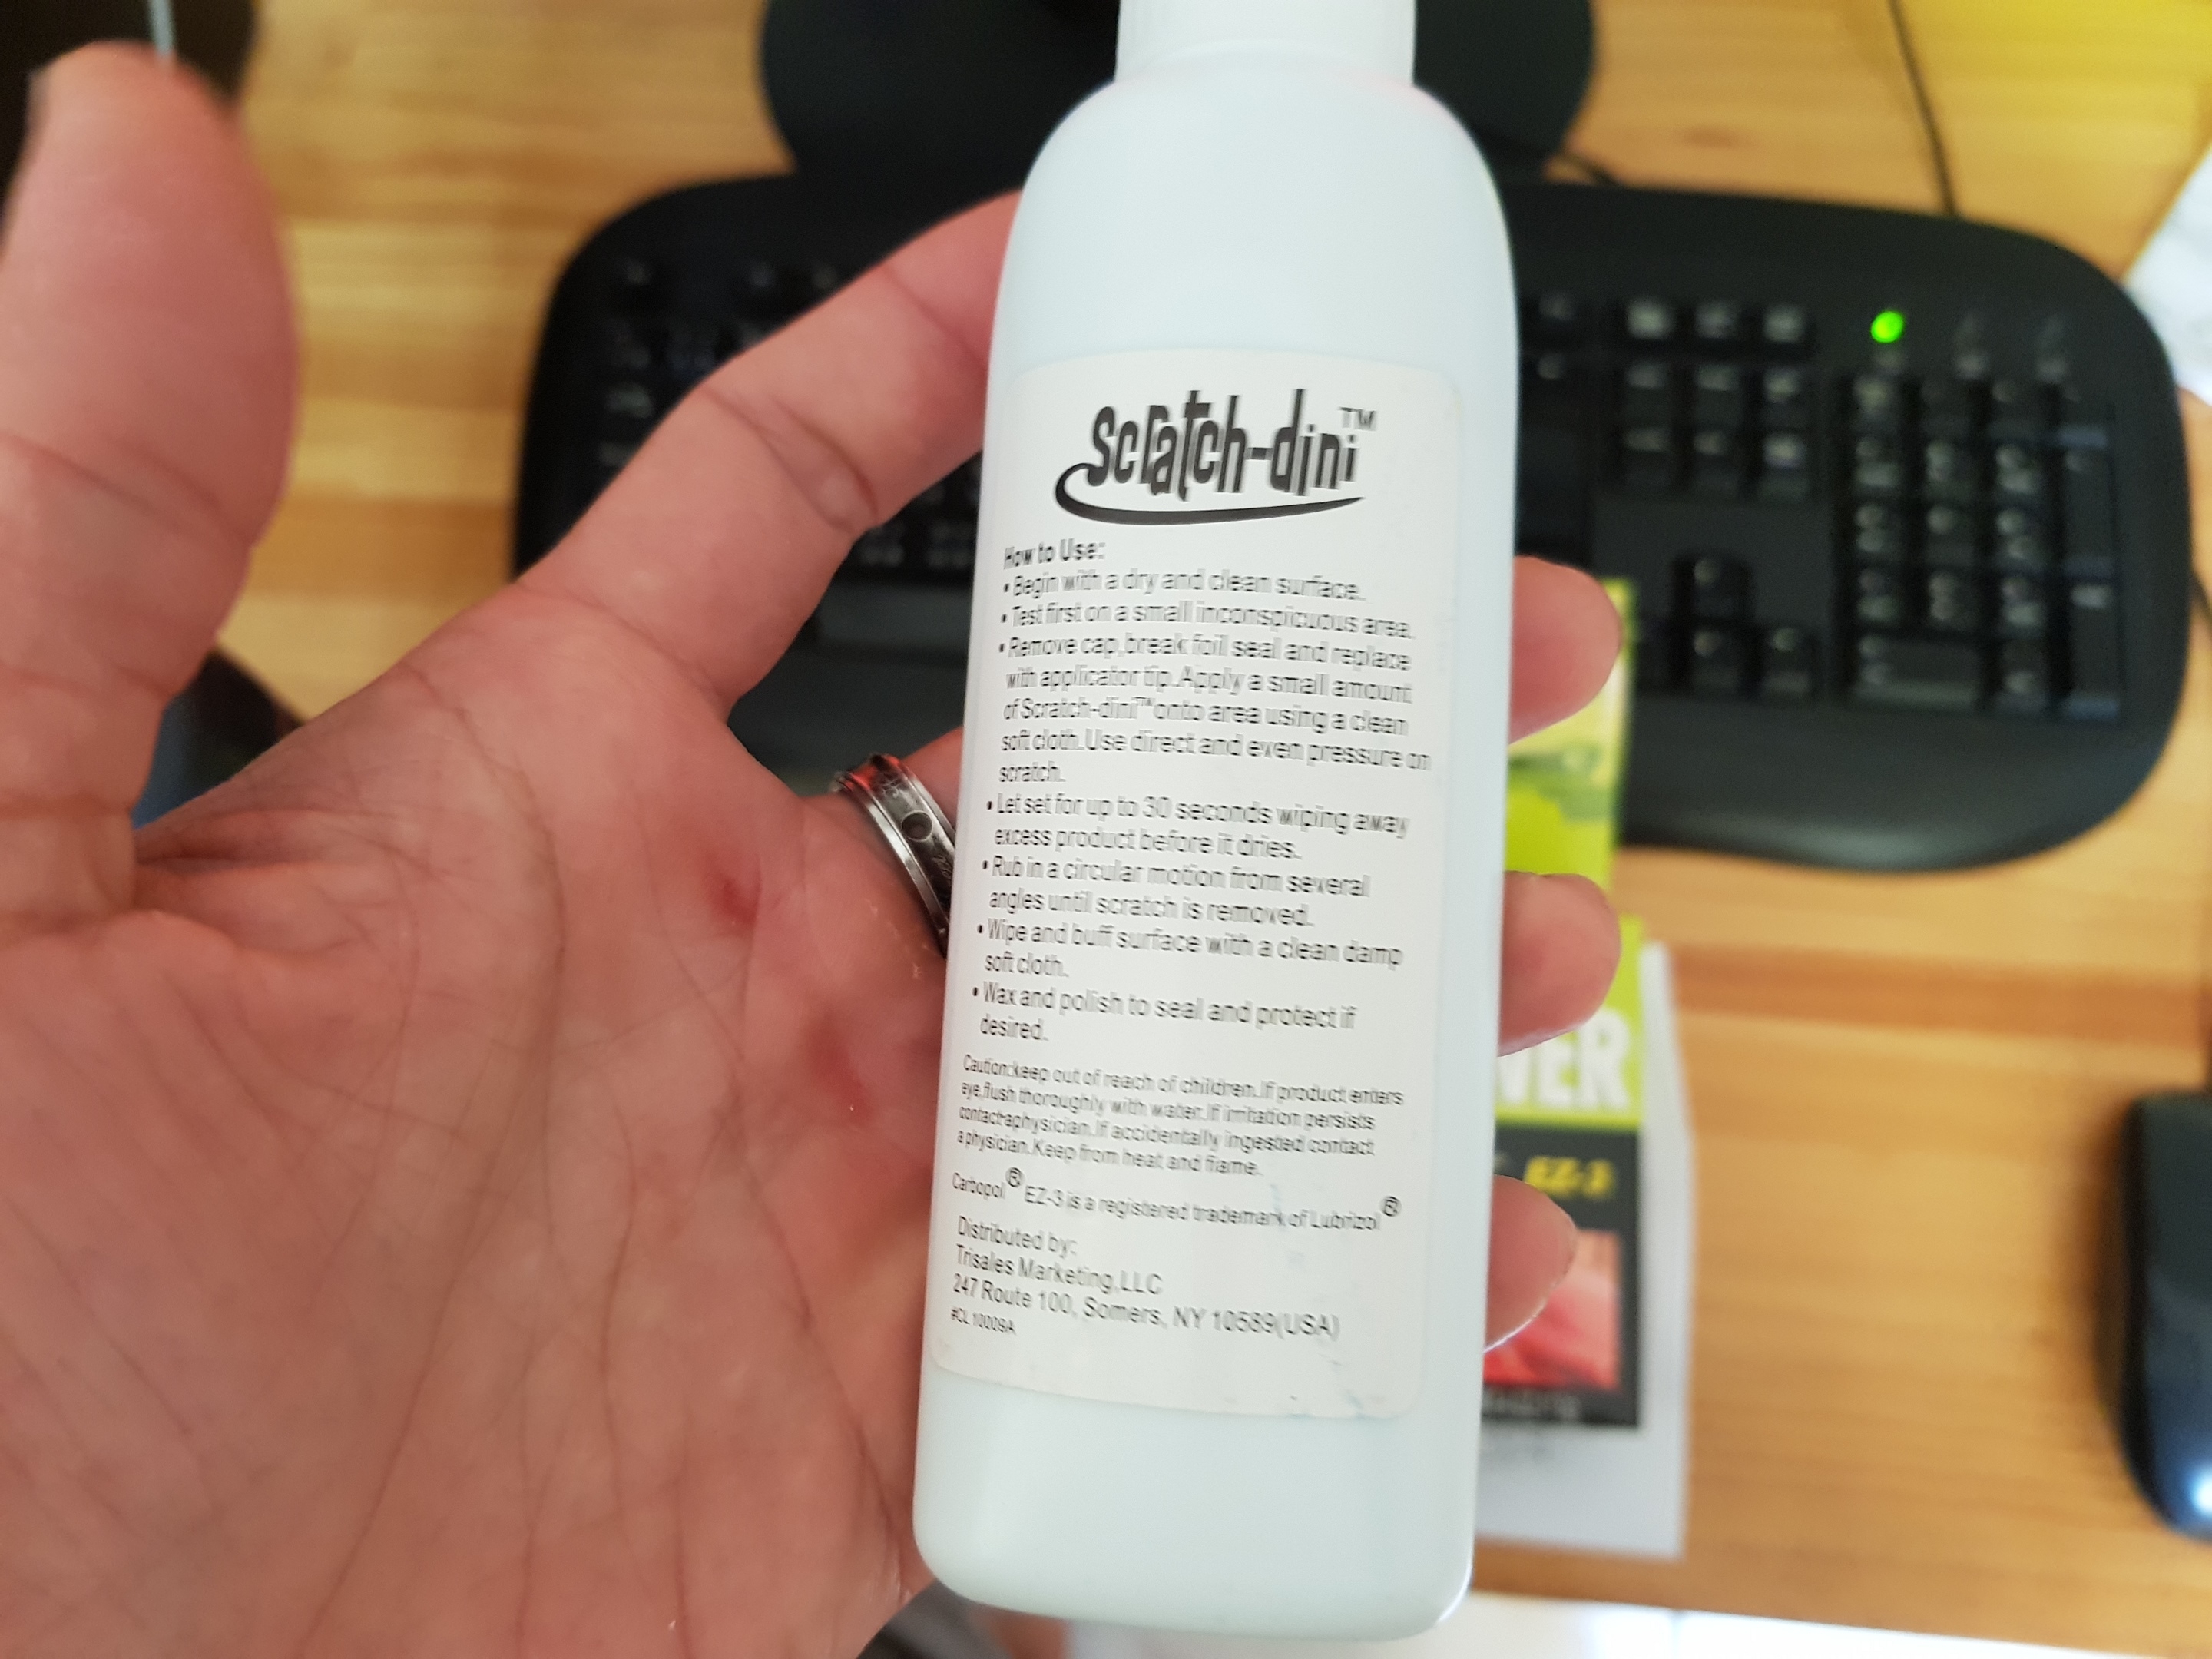 Scratch-dini™
How to Use:
• Begin with a dry and clean surface.
• Test first on a small inconspicuous area.
• Remove cap,break foil seal and replace
with applicator tip.Apply a small amount
of Scratch-dini™onto area using a clean
soft cloth.Use direct and even pressure on
scratch.
• Let set for up to 30 seconds wiping away
excess product before it dries.
• Rub in a circular motion from several
angles until scratch is removed.
• Wipe and buff surface with a clean damp
soft cloth.
• Wax and polish to seal and protect if
desired.
Caution:keep out of reach of children.If product enters
eye,flush thoroughly with water.If irritation persists
contactaphysician.If accidentally ingested contact
a physician.Keep from heat and flame.
Carbopol® EZ-3 is a registered trademark of Lubrizol®
Distributed by:
Trisales Marketing,LLC
247 Route 100, Somers, NY 10589(USA)
#CL10009A
VER
EZ-3